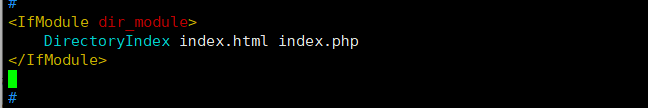 #
<IfModule dir_module>
    DirectoryIndex index.html index.php
</IfModule>
#